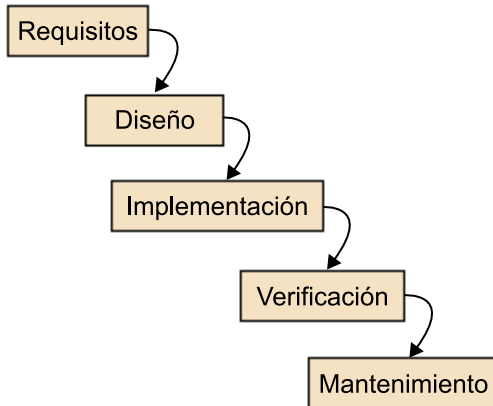 Requisitos
Diseño
Implementación
Verificación
Mantenimiento